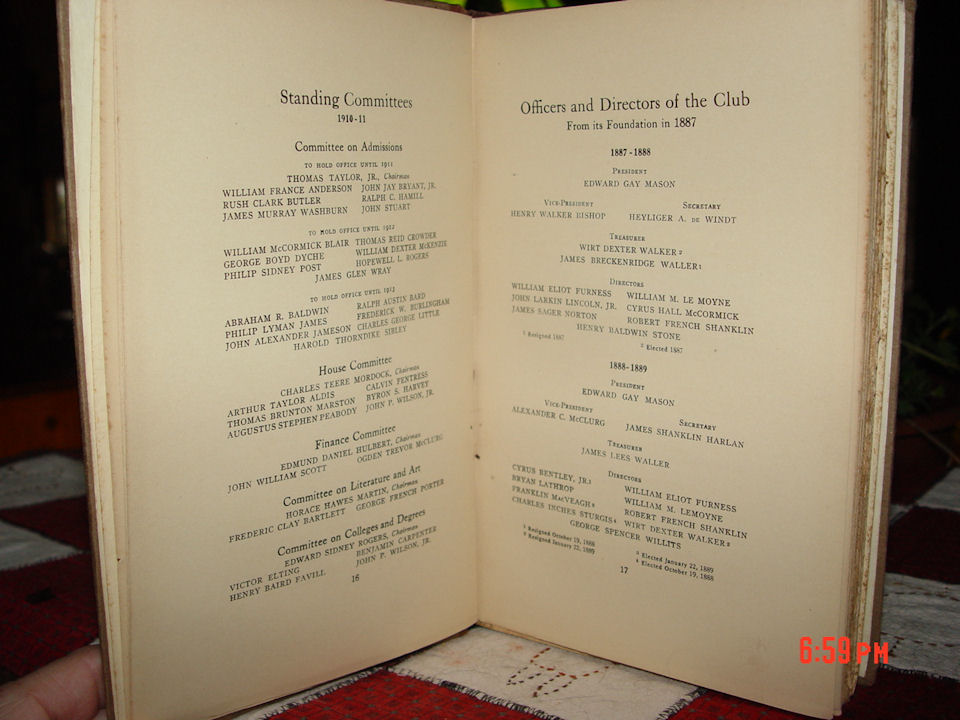 Standing Committees
1910-11
Committee on Admissions
TO HOLD OFFICE UNTIL 1911
THOMAS TAYLOR, JR., Chairman
WILLIAM FRANCE ANDERSON JOHN JAY BRYANT, JR.
RUSH CLARK BUTLER RALPH C. HAMILL
JAMES MURRAY WASHBURN JOHN STUART
TO HOLD OFFICE UNTIL 1912
WILLIAM McCORMICK BLAIR THOMAS REID CROWDER
GEORGE BOYD DYCHE WILLIAM DEXTER McKENZIE
PHILIP SIDNEY POST HOPEWELL L. ROGERS
JAMES GLEN WRAY
TO HOLD OFFICE UNTIL 1913
ABRAHAM R. BALDWIN RALPH AUSTIN BARD
PHILIP LYMAN JAMES FREDERICK W. BURLINGHAM
JOHN ALEXANDER JAMESON CHARLES GEORGE LITTLE
HAROLD THORNDIKE SIBLEY
House Committee
CHARLES TEERE MORDOCK, Chairman
ARTHUR TAYLOR ALDIS CALVIN FENTRESS
THOMAS BRUNTON MARSTON BYRON S. HARVEY
AUGUSTUS STEPHEN PEABODY JOHN P. WILSON, JR.
Finance Committee
EDMUND DANIEL HULBERT, Chairman
JOHN WILLIAM SCOTT OGDEN TREVOR McCLURG
Committee on Literature and Art
HORACE HAWES MARTIN, Chairman
FREDERIC CLAY BARTLETT GEORGE FRENCH PORTER
Committee on Colleges and Degrees
EDWARD SIDNEY ROGERS, Chairman
VICTOR ELTING BENJAMIN CARPENTER
HENRY BAIRD FAVILL JOHN P. WILSON, JR.
16
Officers and Directors of the Club
From its Foundation in 1887
1887-1888
PRESIDENT
EDWARD GAY MASON
VICE-PRESIDENT SECRETARY
HENRY WALKER BISHOP HEYLIGER A. DE WINDT
TREASURER
WIRT DEXTER WALKER 2
JAMES BRECKENRIDGE WALLER 1
DIRECTORS
WILLIAM ELIOT FURNESS WILLIAM M. LE MOYNE
JOHN LARKIN LINCOLN, JR. CYRUS HALL McCORMICK
JAMES SAGER NORTON ROBERT FRENCH SHANKLIN
HENRY BALDWIN STONE
1 Resigned 1887 2 Elected 1887
1888-1889
PRESIDENT
EDWARD GAY MASON
VICE-PRESIDENT SECRETARY
ALEXANDER C. McCLURG JAMES SHANKLIN HARLAN
TREASURER
JAMES LEES WALLER
DIRECTORS
CYRUS BENTLEY, JR. 3 WILLIAM ELIOT FURNESS
BRYAN LATHROP WILLIAM M. LEMOYNE
FRANKLIN MacVEAGH ROBERT FRENCH SHANKLIN
CHARLES INCHES STURGIS 4 WIRT DEXTER WALKER 2
GEORGE SPENCER WILLITS
Resigned October 19, 1888 3 Elected January 22, 1889
Resigned January 22, 1889 4 Elected October 19, 1888
17
6:59 PM